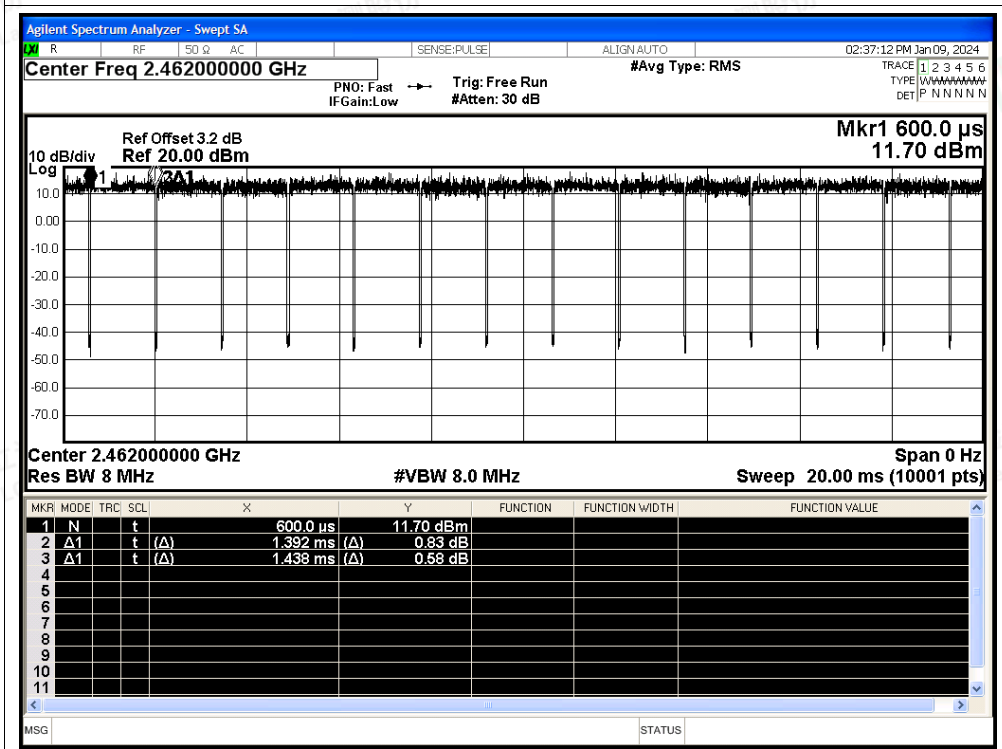 Agilent Spectrum Analyzer - Swept SA
LXI R RF 50 Ω AC SENSE:PULSE ALIGN AUTO 02:37:12 PM Jan 09, 2024
Center Freq 2.462000000 GHz #Avg Type: RMS TRACE 1 2 3 4 5 6
PNO: Fast Trig: Free Run TYPE WWWWWW
IFGain:Low #Atten: 30 dB DET P N N N N N
Mkr1 600.0 µs
Ref Offset 3.2 dB
10 dB/div Ref 20.00 dBm 11.70 dBm
Log
1 3Δ1
10.0
0.00
-10.0
-20.0
-30.0
-40.0
-50.0
-60.0
-70.0
Center 2.462000000 GHz Span 0 Hz
Res BW 8 MHz #VBW 8.0 MHz Sweep 20.00 ms (10001 pts)
MKR MODE TRC SCL X Y FUNCTION FUNCTION WIDTH FUNCTION VALUE
1 N t 600.0 µs 11.70 dBm
2 Δ1 t (Δ) 1.392 ms (Δ) 0.83 dB
3 Δ1 t (Δ) 1.438 ms (Δ) 0.58 dB
4
5
6
7
8
9
10
11
MSG STATUS